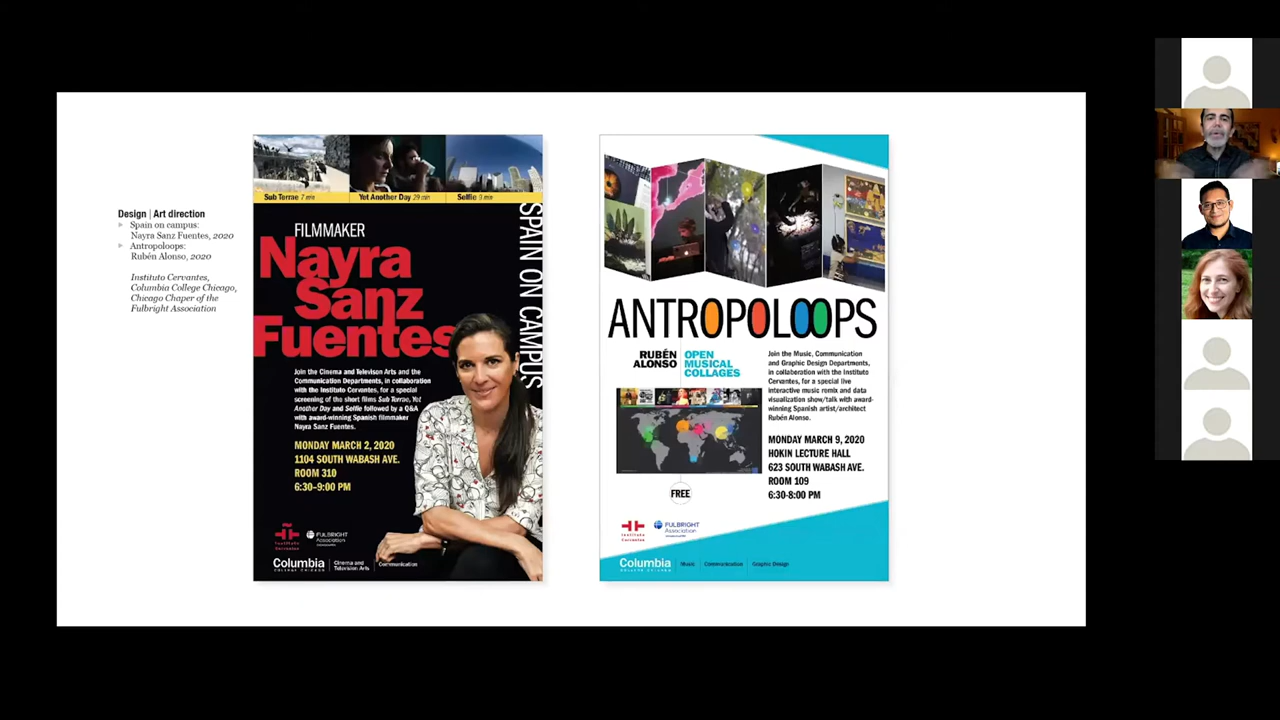 Design | Art direction
Spain on campus:
Nayra Sanz Fuentes, 2020
Antropoloops:
Rubén Alonso, 2020
Instituto Cervantes,
Columbia College Chicago,
Chicago Chaper of the
Fulbright Association
Sub Terrae 7 min
Yet Another Day 29 min
Selfie 9 min
SPAIN ON CAMPUS
FILMMAKER
Nayra
Sanz
Fuentes
Join the Cinema and Televison Arts and the
Communication Departments, in collaboration
with the Instituto Cervantes, for a special
screening of the short films Sub Terrae, Yet
Another Day and Selfie followed by a Q&A
with award-winning Spanish filmmaker
Nayra Sanz Fuentes.
MONDAY MARCH 2, 2020
1104 SOUTH WABASH AVE.
ROOM 310
6:30–9:00 PM
Instituto
Cervantes
FULBRIGHT
Association
Columbia
COLLEGE CHICAGO
Cinema and
Television Arts
Communication
ANTROPOLOOPS
RUBÉN
ALONSO
OPEN
MUSICAL
COLLAGES
Join the Music, Communication
and Graphic Design Departments,
in collaboration with the Instituto
Cervantes, for a special live
interactive music remix and data
visualization show/talk with award-
winning Spanish artist/architect
Rubén Alonso.
MONDAY MARCH 9, 2020
HOKIN LECTURE HALL
623 SOUTH WABASH AVE.
ROOM 109
6:30-8:00 PM
FREE
Instituto
Cervantes
FULBRIGHT
Association
Columbia
COLLEGE CHICAGO
Music
Communication
Graphic Design